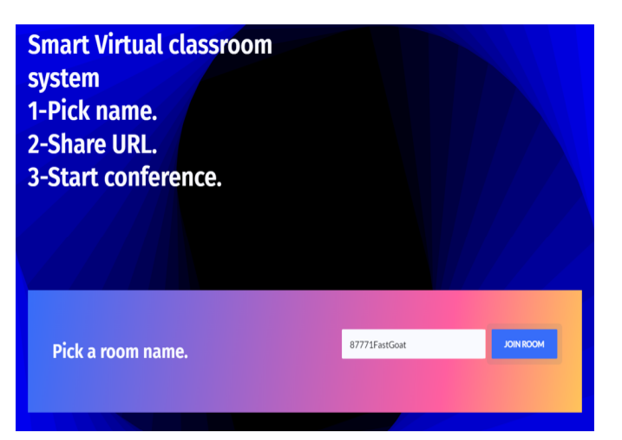 Smart Virtual classroom
system
1-Pick name.
2-Share URL.
3-Start conference.
Pick a room name.
87771FastGoat
JOIN ROOM